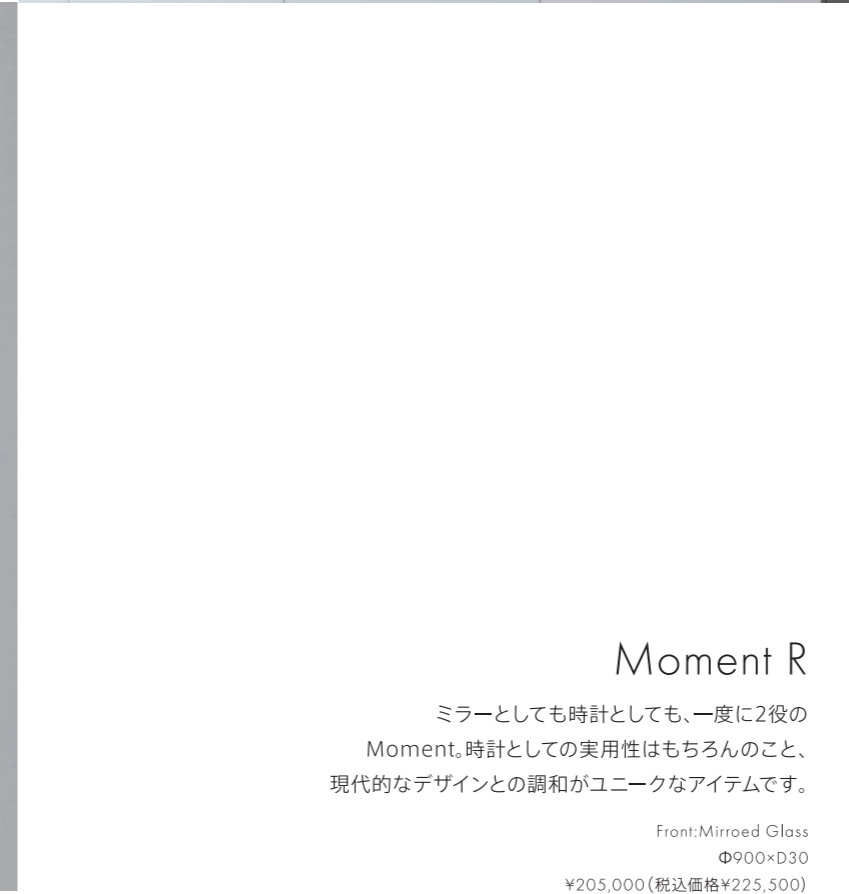 Moment R
ミラーとしても時計としても、一度に2役の
Moment。時計としての実用性はもちろんのこと、
現代的なデザインとの調和がユニークなアイテムです。
Front:Mirroed Glass
Φ900×D30
¥205,000(税込価格¥225,500)